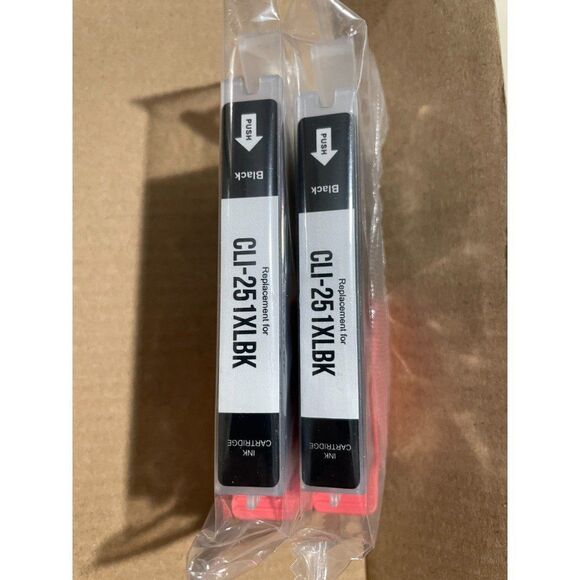 PUSH
Black
Replacement for
CLI-251XLBK
INK
CARTRIDGE
PUSH
Black
Replacement for
CLI-251XLBK
INK
CARTRIDGE